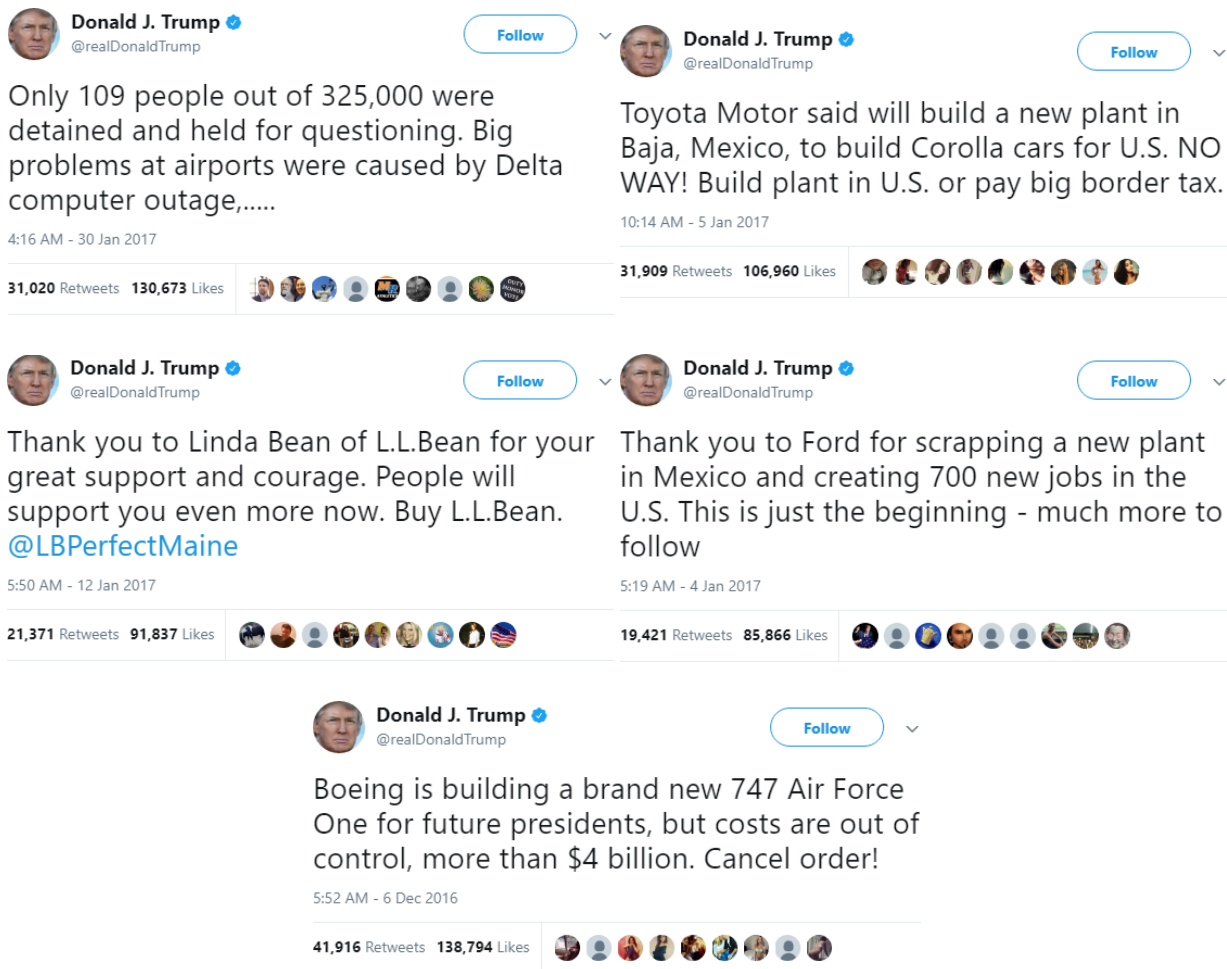 Donald J. Trump
@realDonaldTrump
Follow
Only 109 people out of 325,000 were
detained and held for questioning. Big
problems at airports were caused by Delta
computer outage,.....
4:16 AM - 30 Jan 2017
31,020 Retweets 130,673 Likes
DUTY
HONOR
VOTE
Donald J. Trump
@realDonaldTrump
Follow
Toyota Motor said will build a new plant in
Baja, Mexico, to build Corolla cars for U.S. NO
WAY! Build plant in U.S. or pay big border tax.
10:14 AM - 5 Jan 2017
31,909 Retweets 106,960 Likes
Donald J. Trump
@realDonaldTrump
Follow
Thank you to Linda Bean of L.L.Bean for your
great support and courage. People will
support you even more now. Buy L.L.Bean.
@LBPerfectMaine
5:50 AM - 12 Jan 2017
21,371 Retweets 91,837 Likes
Donald J. Trump
@realDonaldTrump
Follow
Thank you to Ford for scrapping a new plant
in Mexico and creating 700 new jobs in the
U.S. This is just the beginning - much more to
follow
5:19 AM - 4 Jan 2017
19,421 Retweets 85,866 Likes
Donald J. Trump
@realDonaldTrump
Follow
Boeing is building a brand new 747 Air Force
One for future presidents, but costs are out of
control, more than $4 billion. Cancel order!
5:52 AM - 6 Dec 2016
41,916 Retweets 138,794 Likes